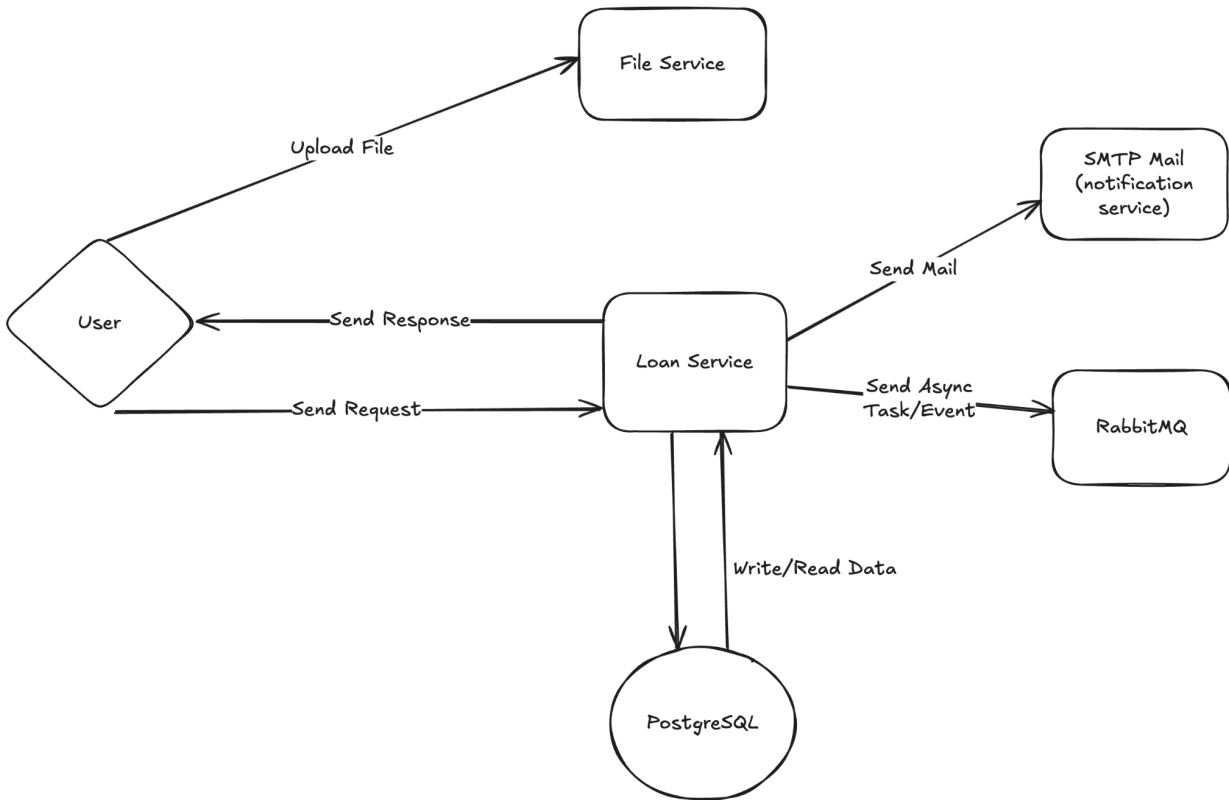 File Service
Upload File
SMTP Mail
(notification
service)
Send Mail
User
Send Response
Loan Service
Send Request
Send Async
Task/Event
RabbitMQ
Write/Read Data
PostgreSQL